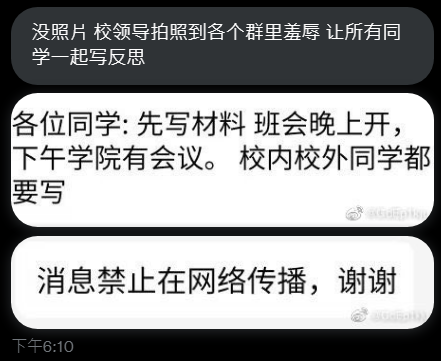 没照片 校领导拍照到各个群里羞辱 让所有同
学一起写反思
各位同学: 先写材料 班会晚上开，
下午学院有会议。 校内校外同学都
要写
消息禁止在网络传播，谢谢
下午6:10